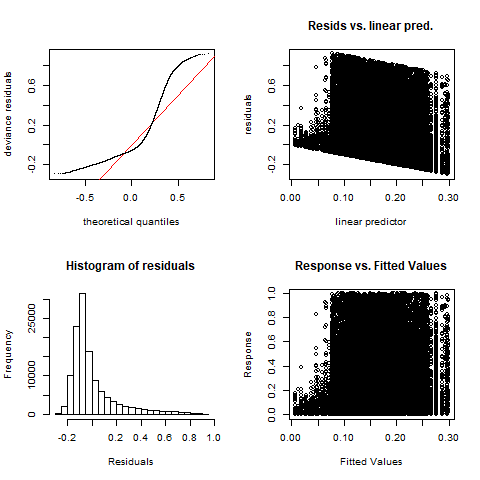 Resids vs. linear pred.
deviance residuals
-0.2 0.2 0.6
-0.5 0.0 0.5
theoretical quantiles
residuals
-0.2 0.2 0.6
0.00 0.10 0.20 0.30
linear predictor
Histogram of residuals
Frequency
0 10000 25000
-0.2 0.2 0.4 0.6 0.8 1.0
Residuals
Response vs. Fitted Values
Response
0.0 0.2 0.4 0.6 0.8 1.0
0.00 0.10 0.20 0.30
Fitted Values